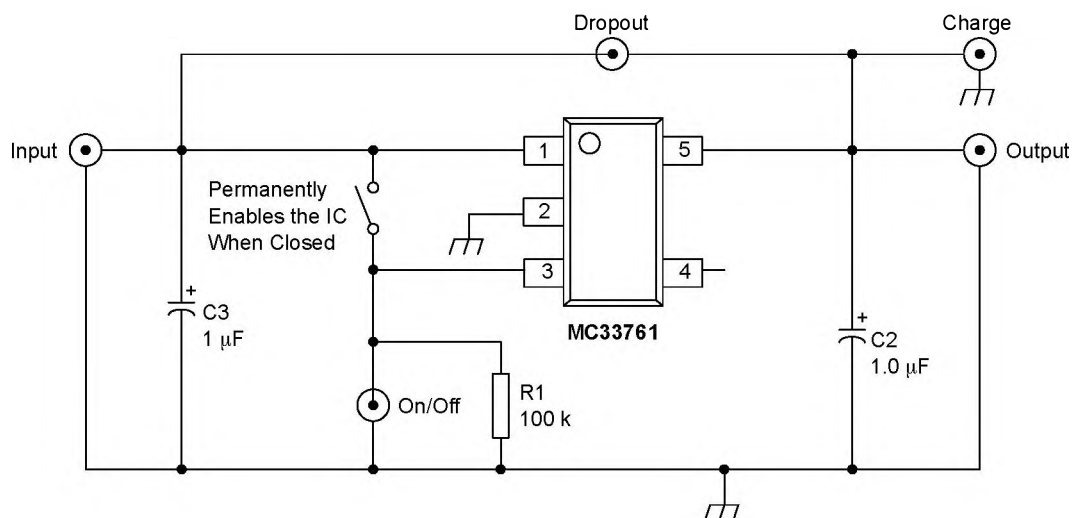 Dropout
Charge
Input
1
5
Output
Permanently
Enables the IC
When Closed
2
3
4
+
C3
1 µF
MC33761
+
C2
1.0 µF
On/Off
R1
100 k